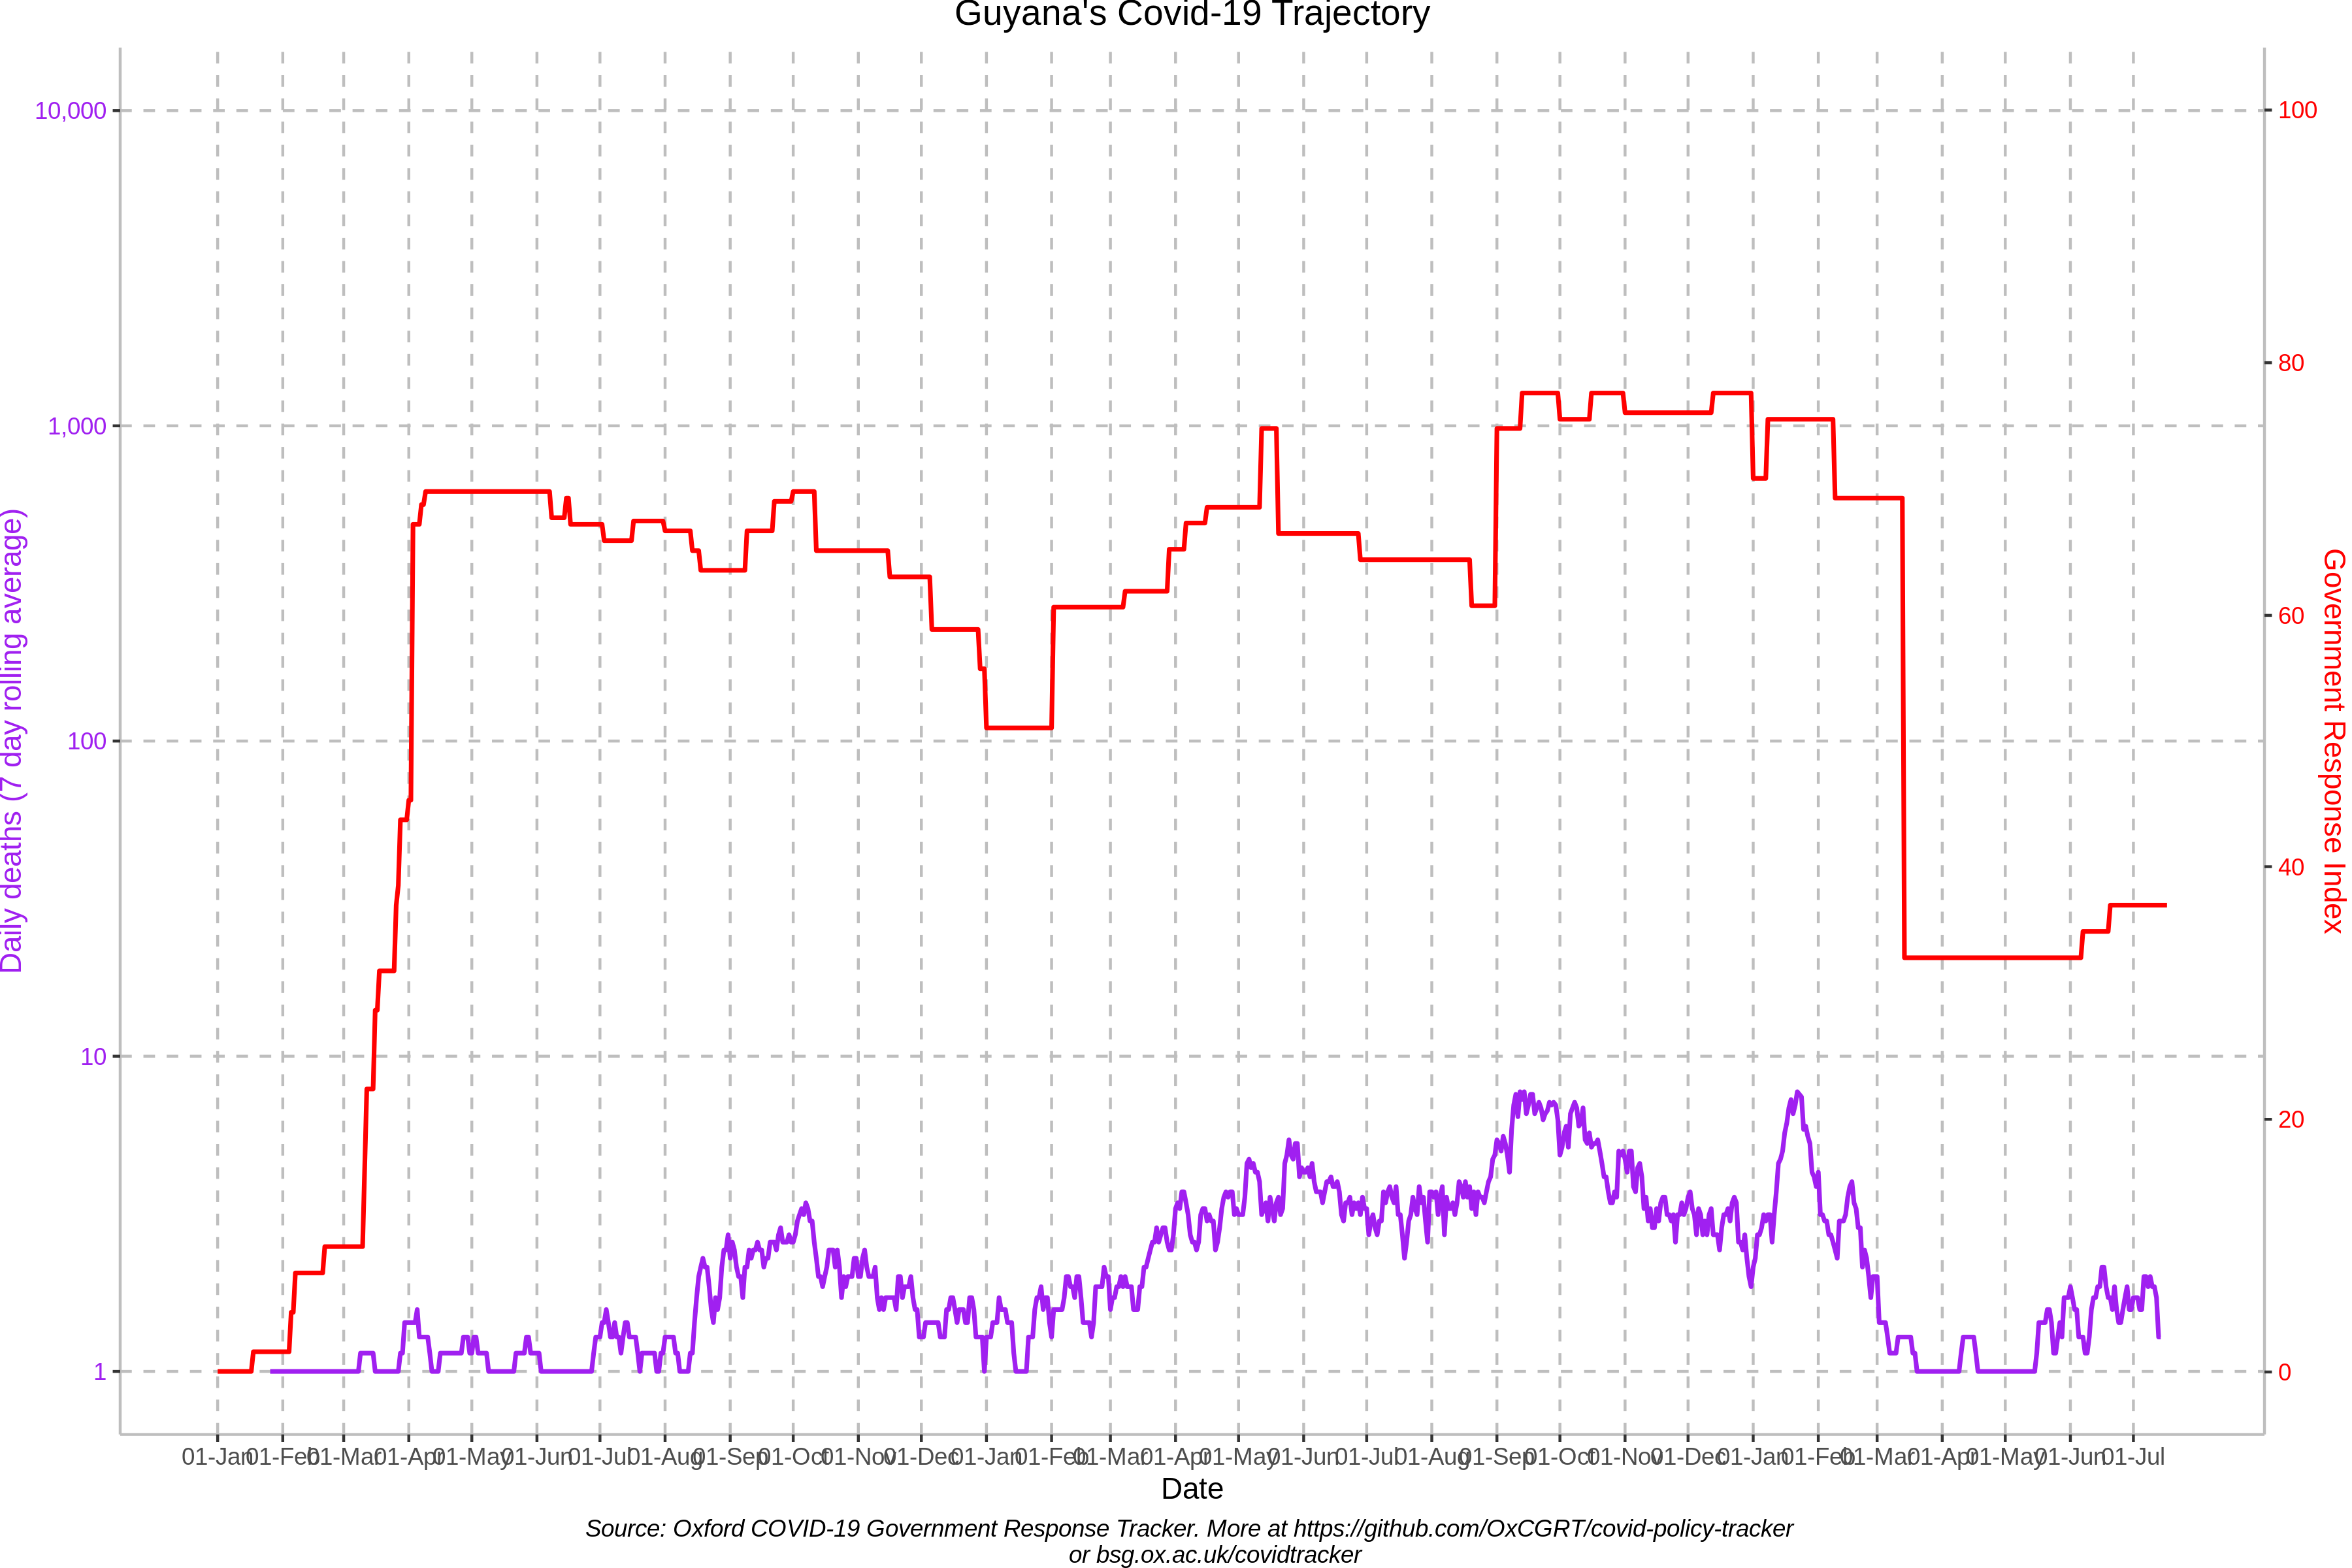 Guyana's Covid-19 Trajectory
10,000
1,000
100
10
1
Daily deaths (7 day rolling average)
100
80
60
40
20
0
Government Response Index
01-Jan 01-Feb 01-Mar 01-Apr 01-May 01-Jun 01-Jul 01-Aug 01-Sep 01-Oct 01-Nov 01-Dec 01-Jan 01-Feb 01-Mar 01-Apr 01-May 01-Jun 01-Jul 01-Aug 01-Sep 01-Oct 01-Nov 01-Dec 01-Jan 01-Feb 01-Mar 01-Apr 01-May 01-Jun 01-Jul
Date
Source: Oxford COVID-19 Government Response Tracker. More at https://github.com/OxCGRT/covid-policy-tracker
or bsg.ox.ac.uk/covidtracker